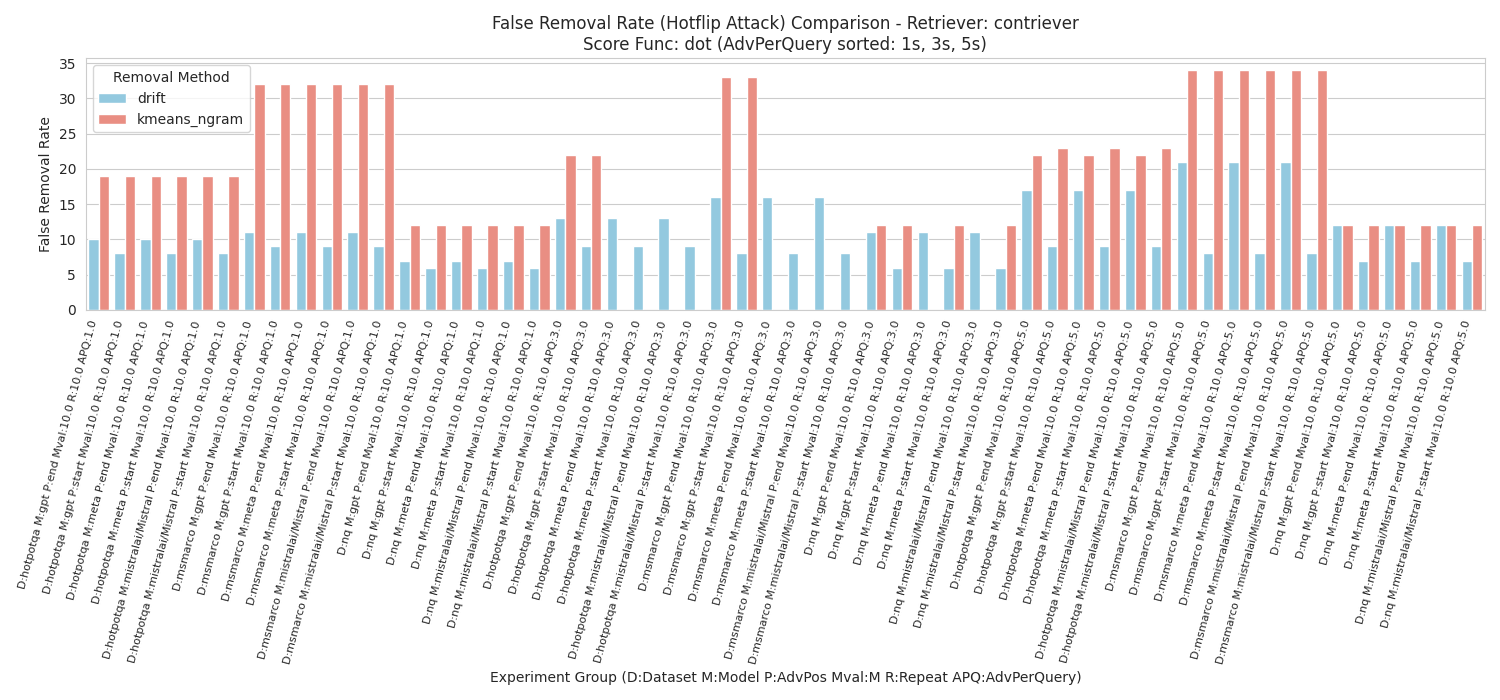 False Removal Rate (Hotflip Attack) Comparison - Retriever: contriever
Score Func: dot (AdvPerQuery sorted: 1s, 3s, 5s)
False Removal Rate
35
30
25
20
15
10
5
0
Removal Method
drift
kmeans_ngram
D:hotpotqa M:gpt P:end Mval:10.0 R:10.0 APQ:1.0
D:hotpotqa M:gpt P:start Mval:10.0 R:10.0 APQ:1.0
D:hotpotqa M:meta P:end Mval:10.0 R:10.0 APQ:1.0
D:hotpotqa M:meta P:start Mval:10.0 R:10.0 APQ:1.0
D:hotpotqa M:mistralai/Mistral P:end Mval:10.0 R:10.0 APQ:1.0
D:hotpotqa M:mistralai/Mistral P:start Mval:10.0 R:10.0 APQ:1.0
D:msmarco M:gpt P:end Mval:10.0 R:10.0 APQ:1.0
D:msmarco M:gpt P:start Mval:10.0 R:10.0 APQ:1.0
D:msmarco M:meta P:end Mval:10.0 R:10.0 APQ:1.0
D:msmarco M:meta P:start Mval:10.0 R:10.0 APQ:1.0
D:msmarco M:mistralai/Mistral P:end Mval:10.0 R:10.0 APQ:1.0
D:msmarco M:mistralai/Mistral P:start Mval:10.0 R:10.0 APQ:1.0
D:nq M:gpt P:end Mval:10.0 R:10.0 APQ:1.0
D:nq M:gpt P:start Mval:10.0 R:10.0 APQ:1.0
D:nq M:meta P:end Mval:10.0 R:10.0 APQ:1.0
D:nq M:meta P:start Mval:10.0 R:10.0 APQ:1.0
D:nq M:mistralai/Mistral P:end Mval:10.0 R:10.0 APQ:1.0
D:nq M:mistralai/Mistral P:start Mval:10.0 R:10.0 APQ:1.0
D:hotpotqa M:gpt P:end Mval:10.0 R:10.0 APQ:3.0
D:hotpotqa M:gpt P:start Mval:10.0 R:10.0 APQ:3.0
D:hotpotqa M:meta P:end Mval:10.0 R:10.0 APQ:3.0
D:hotpotqa M:meta P:start Mval:10.0 R:10.0 APQ:3.0
D:hotpotqa M:mistralai/Mistral P:end Mval:10.0 R:10.0 APQ:3.0
D:hotpotqa M:mistralai/Mistral P:start Mval:10.0 R:10.0 APQ:3.0
D:msmarco M:gpt P:end Mval:10.0 R:10.0 APQ:3.0
D:msmarco M:gpt P:start Mval:10.0 R:10.0 APQ:3.0
D:msmarco M:meta P:end Mval:10.0 R:10.0 APQ:3.0
D:msmarco M:meta P:start Mval:10.0 R:10.0 APQ:3.0
D:msmarco M:mistralai/Mistral P:end Mval:10.0 R:10.0 APQ:3.0
D:msmarco M:mistralai/Mistral P:start Mval:10.0 R:10.0 APQ:3.0
D:nq M:gpt P:end Mval:10.0 R:10.0 APQ:3.0
D:nq M:gpt P:start Mval:10.0 R:10.0 APQ:3.0
D:nq M:meta P:end Mval:10.0 R:10.0 APQ:3.0
D:nq M:meta P:start Mval:10.0 R:10.0 APQ:3.0
D:nq M:mistralai/Mistral P:end Mval:10.0 R:10.0 APQ:3.0
D:nq M:mistralai/Mistral P:start Mval:10.0 R:10.0 APQ:3.0
D:hotpotqa M:gpt P:end Mval:10.0 R:10.0 APQ:5.0
D:hotpotqa M:gpt P:start Mval:10.0 R:10.0 APQ:5.0
D:hotpotqa M:meta P:end Mval:10.0 R:10.0 APQ:5.0
D:hotpotqa M:meta P:start Mval:10.0 R:10.0 APQ:5.0
D:hotpotqa M:mistralai/Mistral P:end Mval:10.0 R:10.0 APQ:5.0
D:hotpotqa M:mistralai/Mistral P:start Mval:10.0 R:10.0 APQ:5.0
D:msmarco M:gpt P:end Mval:10.0 R:10.0 APQ:5.0
D:msmarco M:gpt P:start Mval:10.0 R:10.0 APQ:5.0
D:msmarco M:meta P:end Mval:10.0 R:10.0 APQ:5.0
D:msmarco M:meta P:start Mval:10.0 R:10.0 APQ:5.0
D:msmarco M:mistralai/Mistral P:end Mval:10.0 R:10.0 APQ:5.0
D:msmarco M:mistralai/Mistral P:start Mval:10.0 R:10.0 APQ:5.0
D:nq M:gpt P:end Mval:10.0 R:10.0 APQ:5.0
D:nq M:gpt P:start Mval:10.0 R:10.0 APQ:5.0
D:nq M:meta P:end Mval:10.0 R:10.0 APQ:5.0
D:nq M:meta P:start Mval:10.0 R:10.0 APQ:5.0
D:nq M:mistralai/Mistral P:end Mval:10.0 R:10.0 APQ:5.0
D:nq M:mistralai/Mistral P:start Mval:10.0 R:10.0 APQ:5.0
Experiment Group (D:Dataset M:Model P:AdvPos Mval:M R:Repeat APQ:AdvPerQuery)